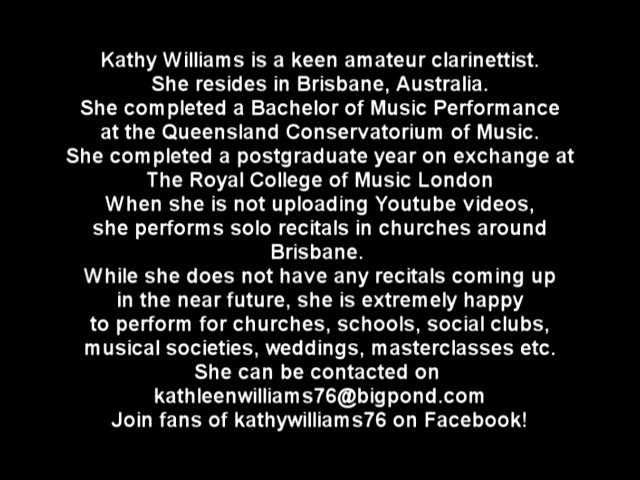 Kathy Williams is a keen amateur clarinettist.
She resides in Brisbane, Australia.
She completed a Bachelor of Music Performance
at the Queensland Conservatorium of Music.
She completed a postgraduate year on exchange at
The Royal College of Music London
When she is not uploading Youtube videos,
she performs solo recitals in churches around
Brisbane.
While she does not have any recitals coming up
in the near future, she is extremely happy
to perform for churches, schools, social clubs,
musical societies, weddings, masterclasses etc.
She can be contacted on
kathleenwilliams76@bigpond.com
Join fans of kathywilliams76 on Facebook!